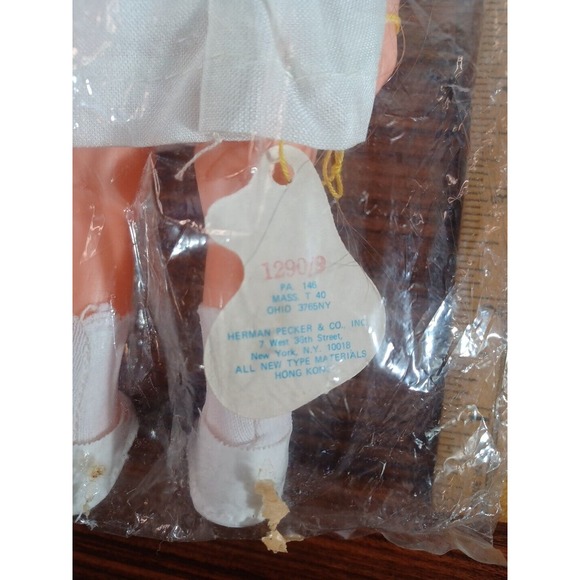 1290/9
PA. 146
MASS T 40
OHIO 3765NY
HERMAN PECKER & CO., INC.
7 West 36th Street,
New York, N.Y. 10018
ALL NEW TYPE MATERIALS
HONG KONG